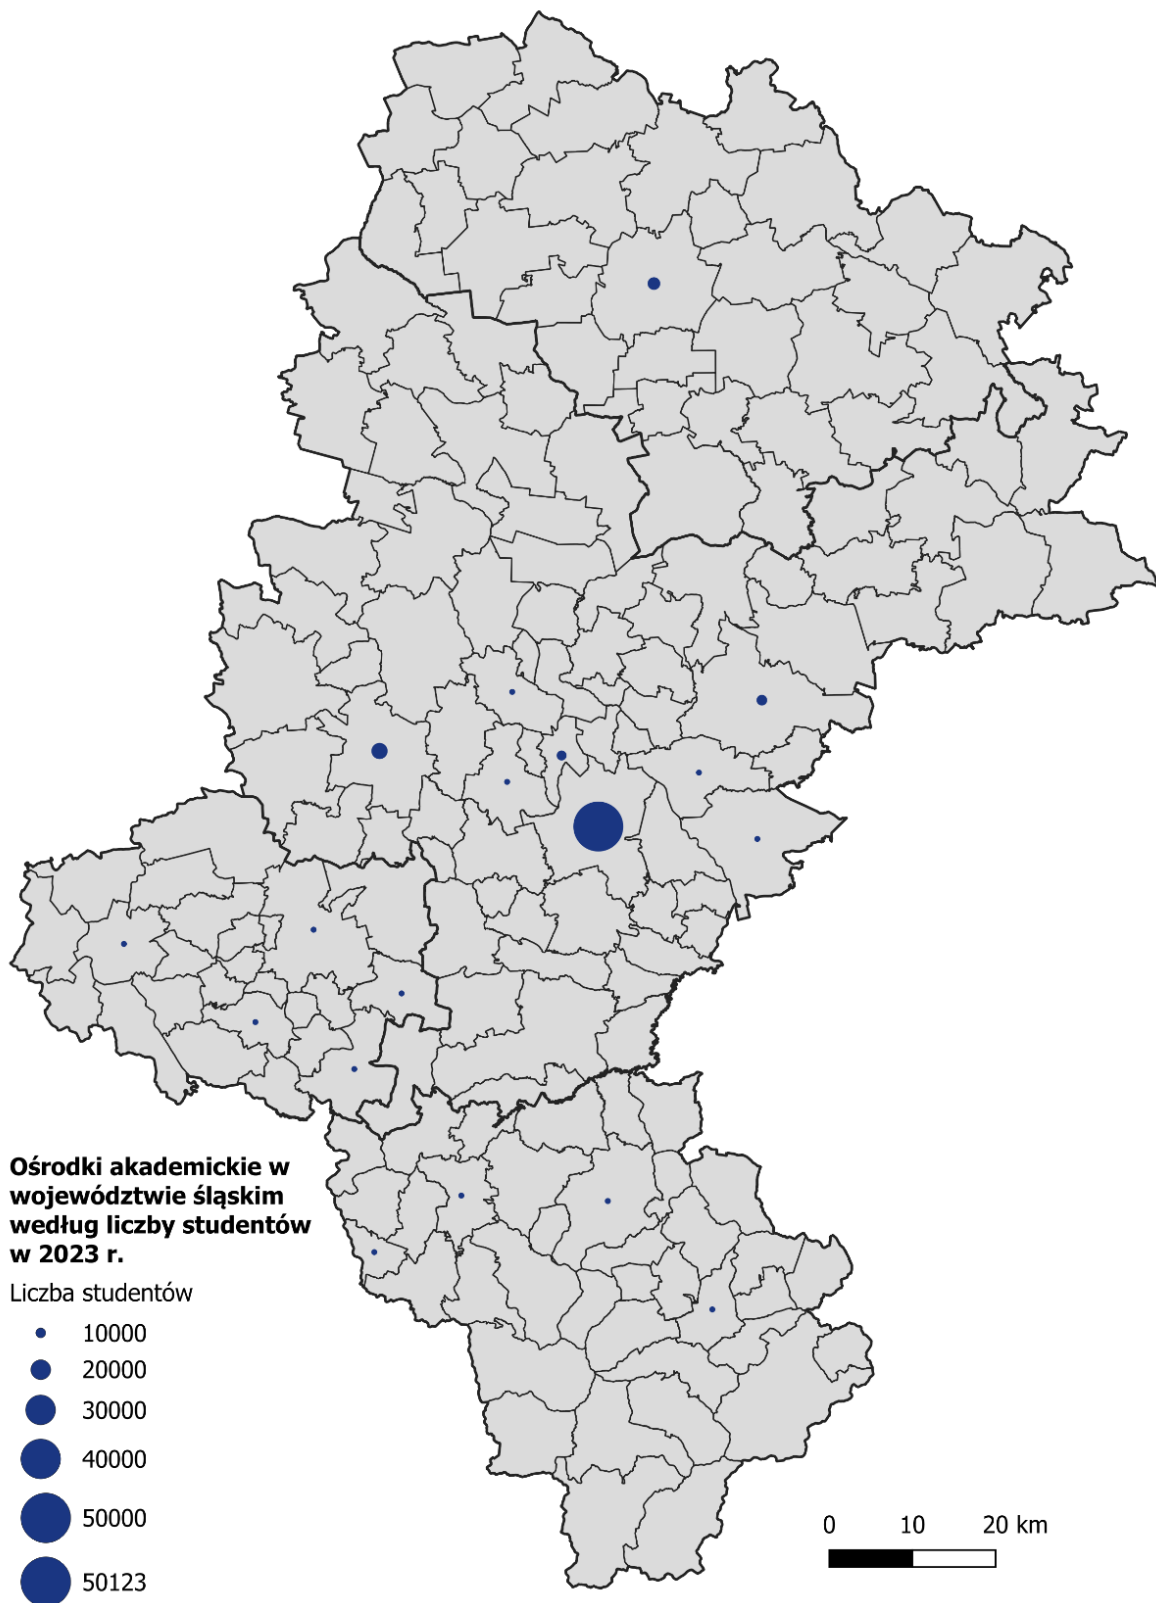 Ośrodki akademickie w
województwie śląskim
według liczby studentów
w 2023 r.
Liczba studentów
10000
20000
30000
40000
50000
50123
0 10 20 km